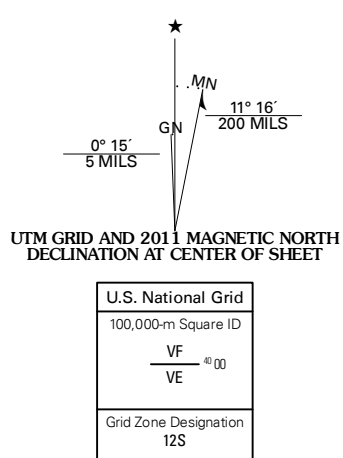 ★
MN
GN
11° 16´
200 MILS
0° 15´
5 MILS
UTM GRID AND 2011 MAGNETIC NORTH
DECLINATION AT CENTER OF SHEET
U.S. National Grid
100,000-m Square ID
VF
40 00
VE
Grid Zone Designation
12S